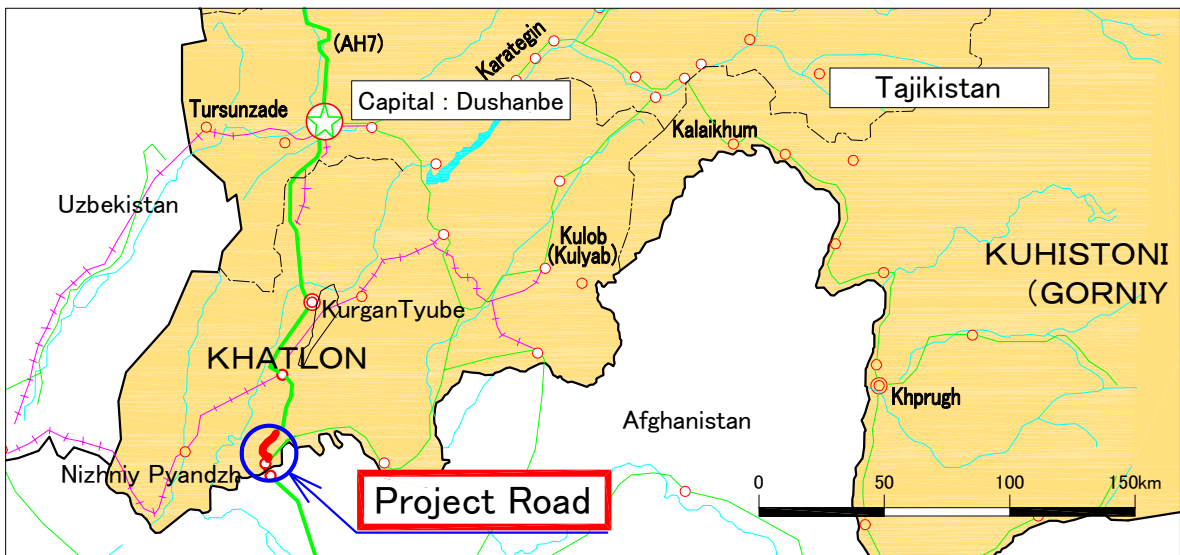 (AH7)
Karategin
Tajikistan
Capital : Dushanbe
Tursunzade
Kalaikhum
Uzbekistan
Kulob
(Kulyab)
KUHISTONI
(GORNIY
KurganTyube
KHATLON
Khprugh
Afghanistan
Nizhniy Pyandzh
Project Road
0 50 100 150km